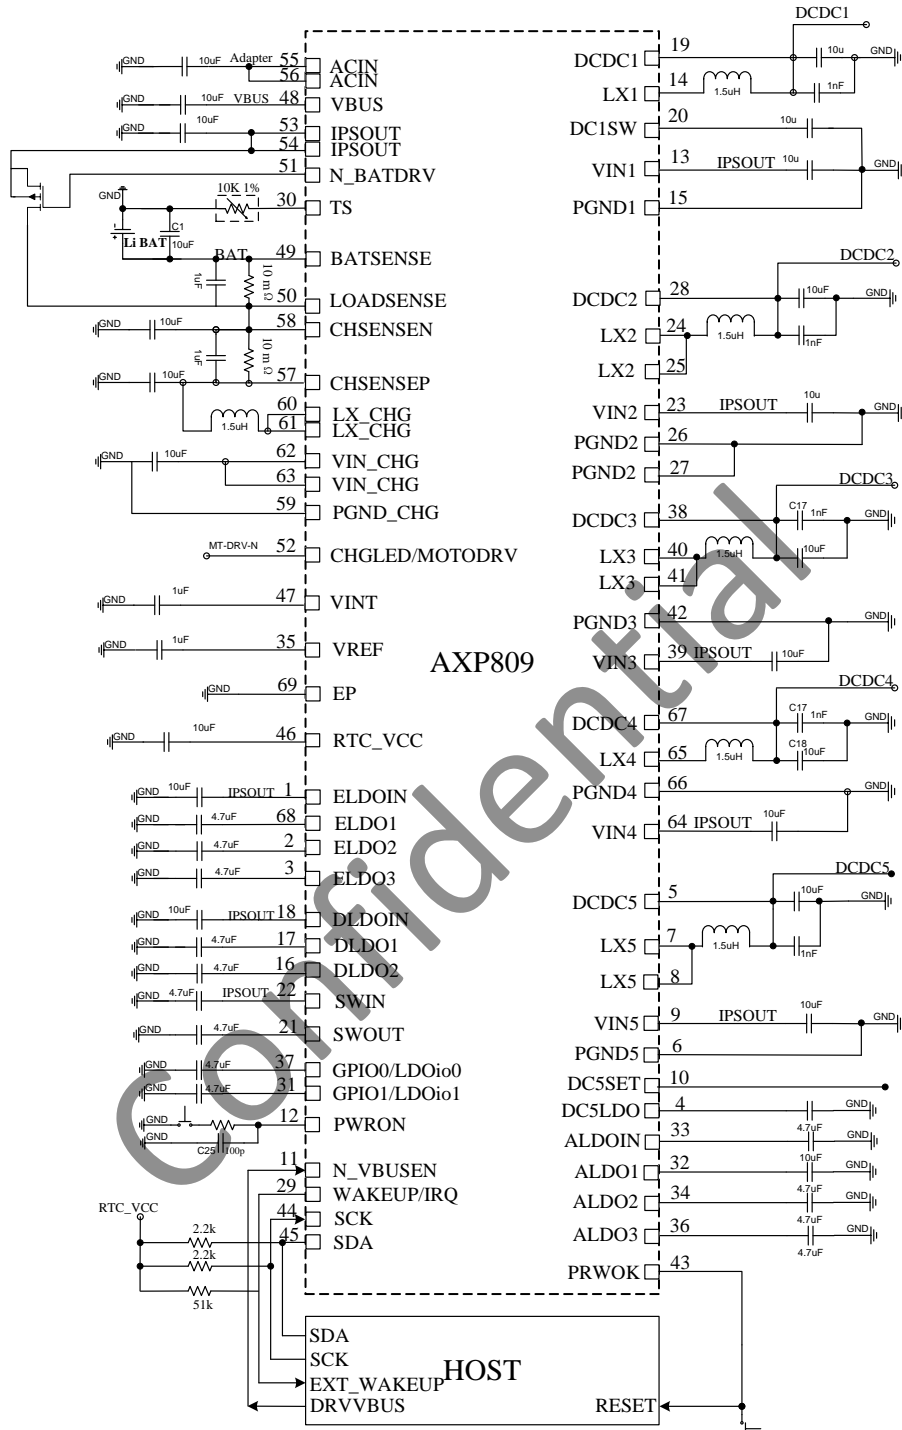 DCDC1
GND 10uF Adapter 55 ACIN
56 ACIN
GND 10uF VBUS 48 VBUS
GND 10uF 53 IPSOUT
54 IPSOUT
51 N_BATDRV
GND 10K 1% 30 TS
Li BAT
C1
10uF
BAT 49 BATSENSE
1uF 10 m Ω
50 LOADSENSE
GND 10uF 58 CHSENSEN
1uF 10 m Ω
GND 10uF 57 CHSENSEP
60 LX_CHG
1.5uH 61 LX_CHG
GND 10uF 62 VIN_CHG
63 VIN_CHG
59 PGND_CHG
MT-DRV-N 52 CHGLED/MOTODRV
GND 1uF 47 VINT
GND 1uF 35 VREF
GND 69 EP
GND 10uF 46 RTC_VCC
GND 10uF IPSOUT 1 ELDOIN
GND 4.7uF 68 ELDO1
GND 4.7uF 2 ELDO2
GND 4.7uF 3 ELDO3
GND 10uF IPSOUT 18 DLDOIN
GND 4.7uF 17 DLDO1
GND 4.7uF 16 DLDO2
GND 4.7uF IPSOUT 22 SWIN
GND 4.7uF 21 SWOUT
GND 4.7uF 37 GPIO0/LDOio0
GND 4.7uF 31 GPIO1/LDOio1
GND 12 PWRON
GND C25 100p
11 N_VBUSEN
29 WAKEUP/IRQ
RTC_VCC 44 SCK
2.2k 45 SDA
2.2k
51k
AXP809
DCDC1 19 10u GND
LX1 14 1.5uH 1nF
DC1SW 20 10u
VIN1 13 IPSOUT 10u GND
PGND1 15
DCDC2
DCDC2 28 10uF GND
LX2 24 1.5uH 1nF
LX2 25
VIN2 23 IPSOUT 10u GND
PGND2 26
PGND2 27
DCDC3
DCDC3 38 C17 1nF GND
LX3 40 1.5uH 10uF
LX3 41
PGND3 42 GND
VIN3 39 IPSOUT 10uF
DCDC4
DCDC4 67 C17 1nF GND
LX4 65 1.5uH C18 10uF
PGND4 66 GND
VIN4 64 IPSOUT 10uF
DCDC5
DCDC5 5 10uF GND
LX5 7 1.5uH 1nF
LX5 8
VIN5 9 IPSOUT 10uF GND
PGND5 6
DC5SET 10
DC5LDO 4 4.7uF GND
ALDOIN 33 10uF GND
ALDO1 32 4.7uF GND
ALDO2 34 4.7uF GND
ALDO3 36 4.7uF GND
PRWOK 43
HOST
SDA
SCK
EXT_WAKEUP
DRVVBUS
RESET
Confidential